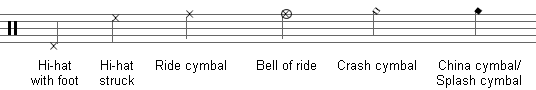 Hi-hat Hi-hat Ride cymbal Bell of ride Crash cymbal China cymbal/
with foot struck Splash cymbal